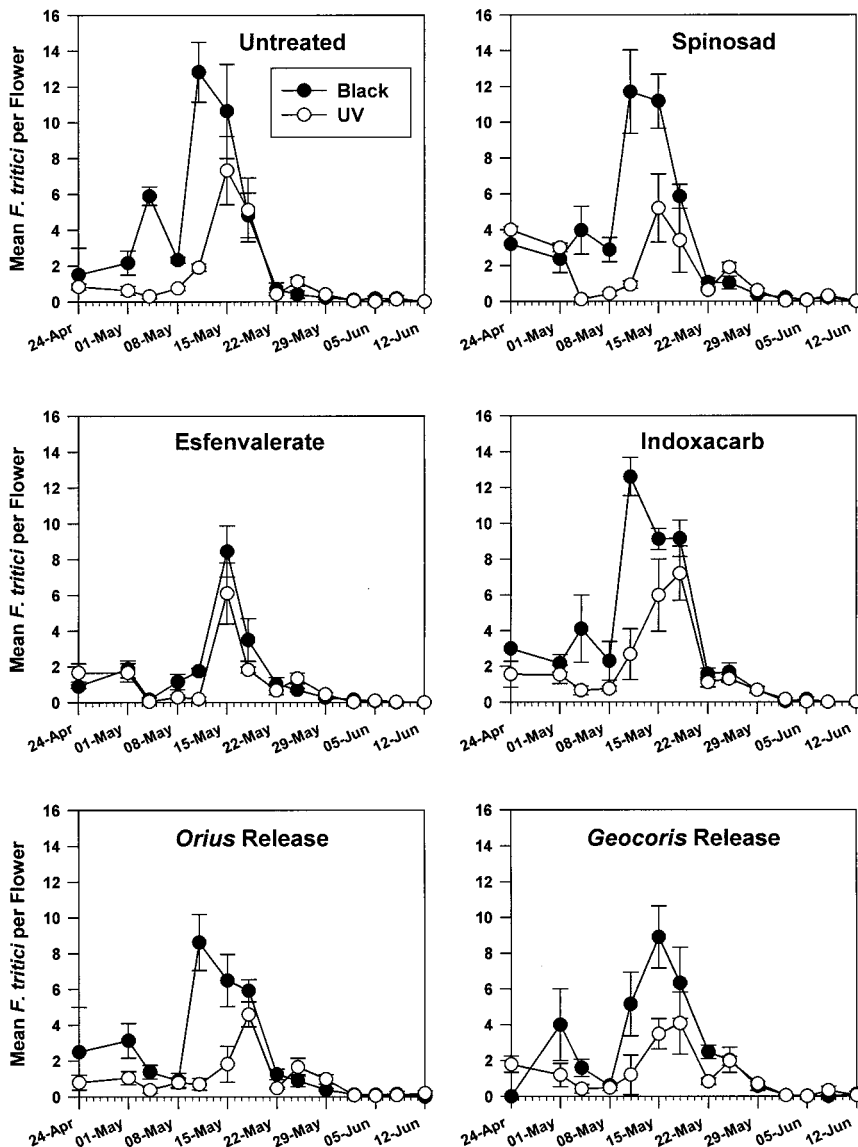 Untreated
Black
UV
Mean F. tritici per Flower
16
14
12
10
8
6
4
2
0
24-Apr
01-May
08-May
15-May
22-May
29-May
05-Jun
12-Jun
Spinosad
16
14
12
10
8
6
4
2
0
24-Apr
01-May
08-May
15-May
22-May
29-May
05-Jun
12-Jun
Esfenvalerate
Mean F. tritici per Flower
16
14
12
10
8
6
4
2
0
24-Apr
01-May
08-May
15-May
22-May
29-May
05-Jun
12-Jun
Indoxacarb
16
14
12
10
8
6
4
2
0
24-Apr
01-May
08-May
15-May
22-May
29-May
05-Jun
12-Jun
Orius Release
Mean F. tritici per Flower
16
14
12
10
8
6
4
2
0
24-Apr
01-May
08-May
15-May
22-May
29-May
05-Jun
12-Jun
Geocoris Release
16
14
12
10
8
6
4
2
0
24-Apr
01-May
08-May
15-May
22-May
29-May
05-Jun
12-Jun